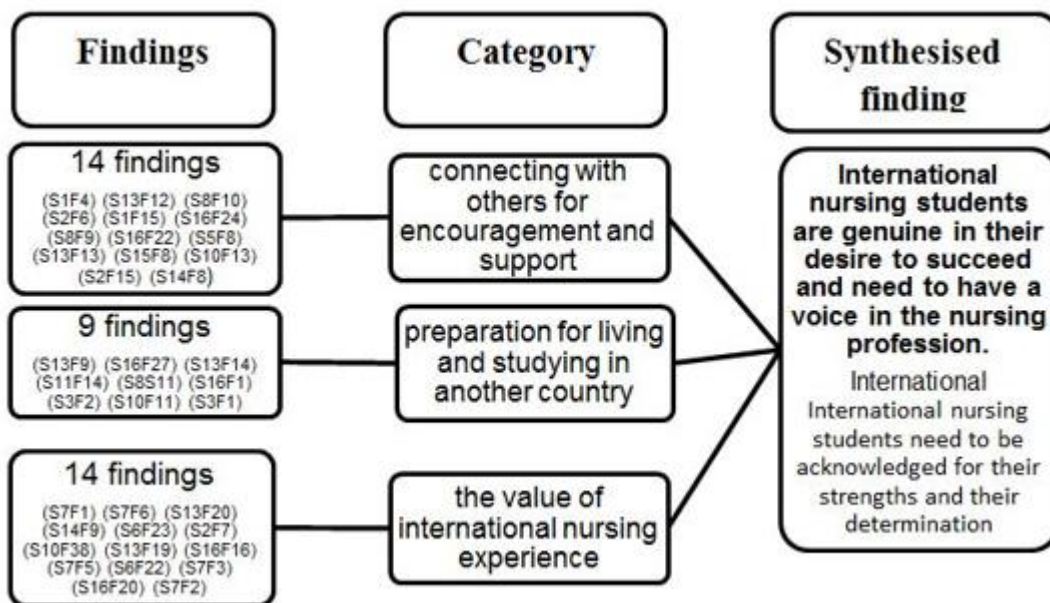 Findings
Category
Synthesised
finding
14 findings
(S1F4) (S13F12) (S8F10)
(S2F6) (S1F15) (S16F24)
(S8F9) (S16F22) (S5F8)
(S13F13) (S15F8) (S10F13)
(S2F15) (S14F8)
connecting with
others for
encouragement and
support
9 findings
(S13F9) (S16F27) (S13F14)
(S11F14) (S8S11) (S16F1)
(S3F2) (S10F11) (S3F1)
preparation for living
and studying in
another country
14 findings
(S7F1) (S7F6) (S13F20)
(S14F9) (S6F23) (S2F7)
(S10F38) (S13F19) (S16F16)
(S7F5) (S6F22) (S7F3)
(S16F20) (S7F2)
the value of
international nursing
experience
International
nursing students
are genuine in their
desire to succeed
and need to have a
voice in the nursing
profession.
International
International nursing
students need to be
acknowledged for their
strengths and their
determination